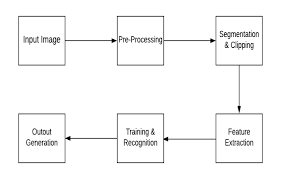 Input Image
Pre-Processing
Segmentation
& Clipping
Feature
Extraction
Training &
Recognition
Outout
Generation